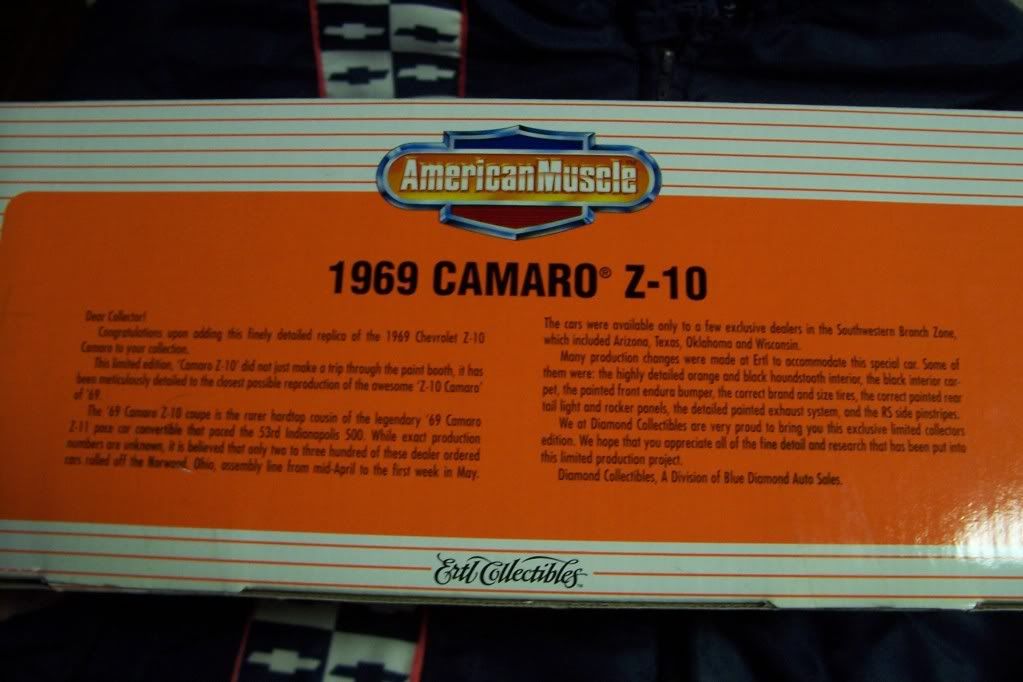 American Muscle™
1969 CAMARO® Z-10
Dear Collector!
Congratulations upon adding this finely detailed replica of the 1969 Chevrolet Z-10
Camaro to your collection.
This limited edition, 'Camaro Z-10' did not just make a trip through the paint booth, it has
been meticulously detailed to the closest possible reproduction of the awesome 'Z-10 Camaro'
of '69.
The '69 Camaro Z-10 coupe is the rarer hardtop cousin of the legendary '69 Camaro
Z-11 pace car convertible that paced the 53rd Indianapolis 500. While exact production
numbers are unknown, it is believed that only two to three hundred of these dealer ordered
cars rolled off the Norwood, Ohio, assembly line from mid-April to the first week in May.
The cars were available only to a few exclusive dealers in the Southwestern Branch Zone,
which included Arizona, Texas, Oklahoma and Wisconsin.
Many production changes were made at Ertl to accommodate this special car. Some of
them were: the highly detailed orange and black houndstooth interior, the black interior car-
pet, the painted front endura bumper, the correct brand and size tires, the correct painted rear
tail light and rocker panels, the detailed painted exhaust system, and the RS side pinstripes.
We at Diamond Collectibles are very proud to bring you this exclusive limited collectors
edition. We hope that you appreciate all of the fine detail and research that has been put into
this limited production project.
Diamond Collectibles, A Division of Blue Diamond Auto Sales.
Ertl Collectibles™